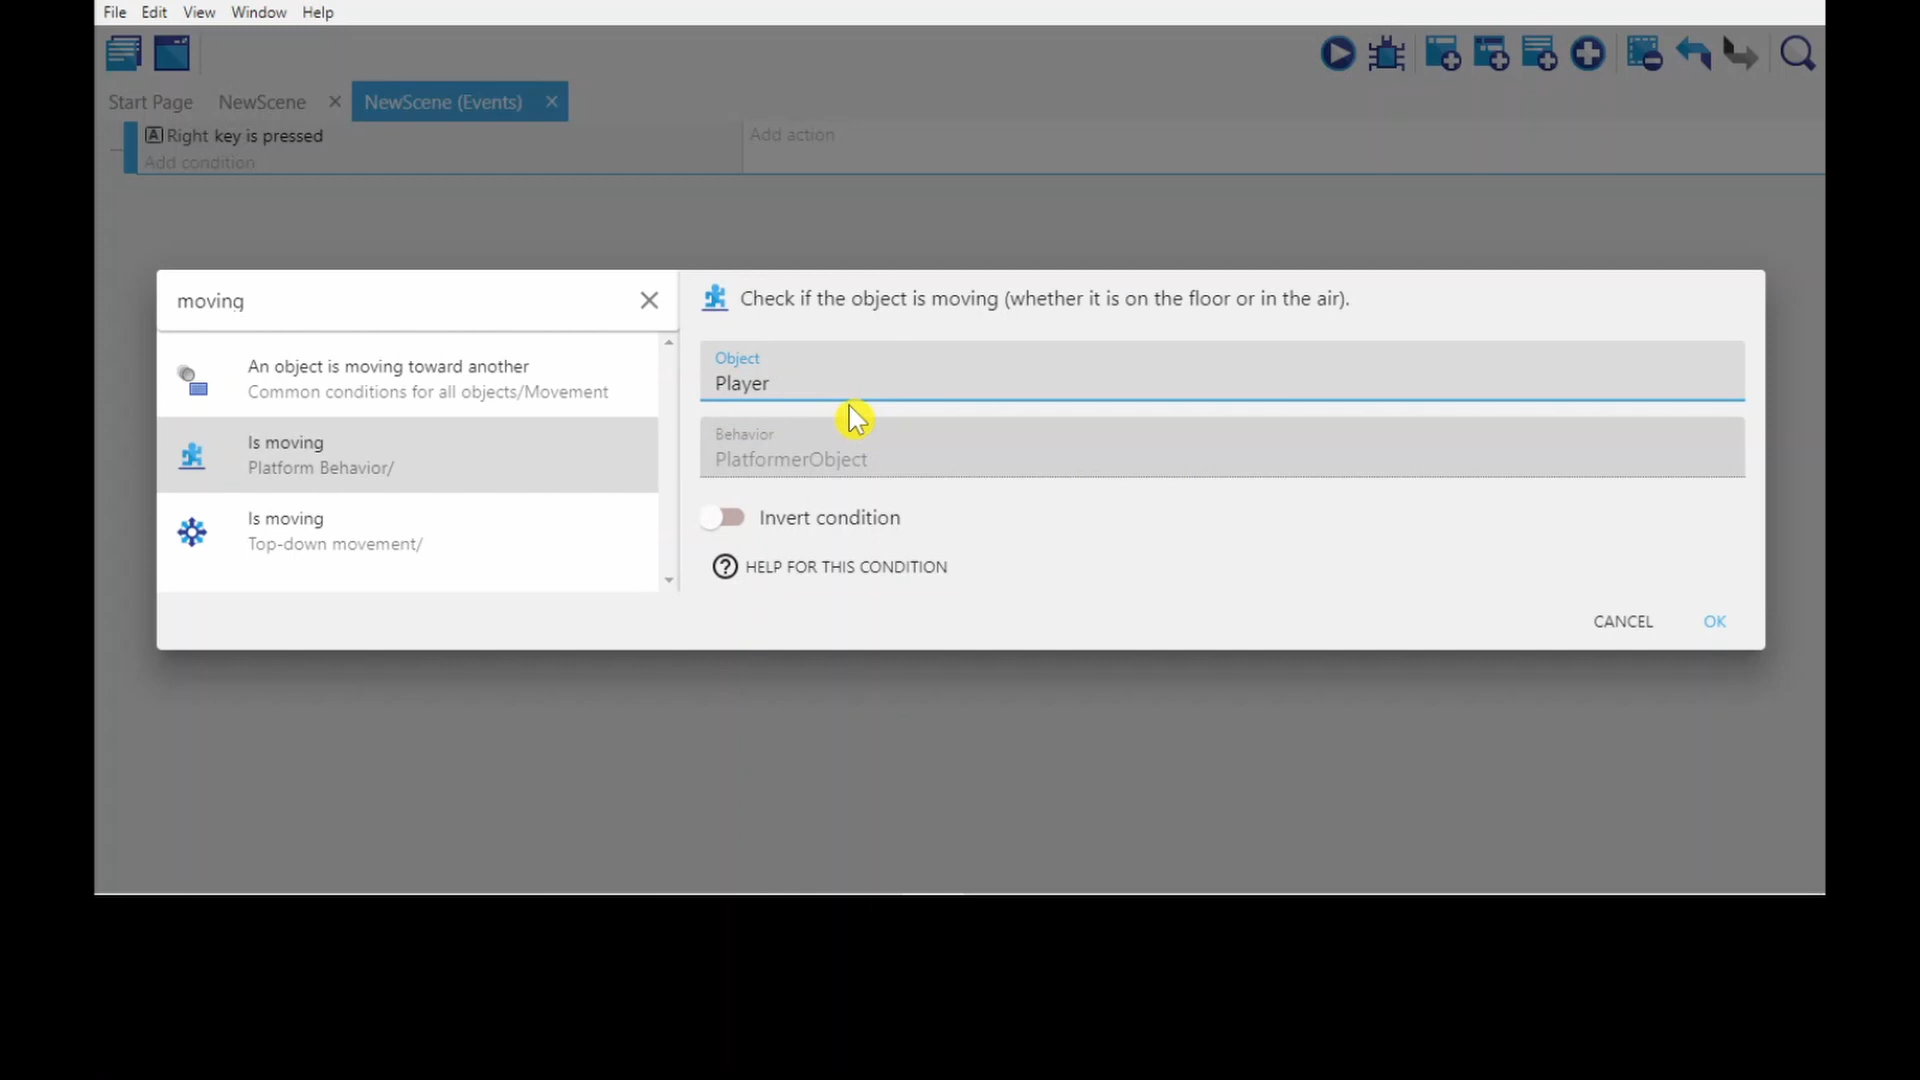 File Edit View Window Help
Start Page NewScene NewScene (Events)
A Right key is pressed
Add condition
Add action
moving
An object is moving toward another
Common conditions for all objects/Movement
Is moving
Platform Behavior/
Is moving
Top-down movement/
Check if the object is moving (whether it is on the floor or in the air).
Object
Player
Behavior
PlatformerObject
Invert condition
? HELP FOR THIS CONDITION
CANCEL OK